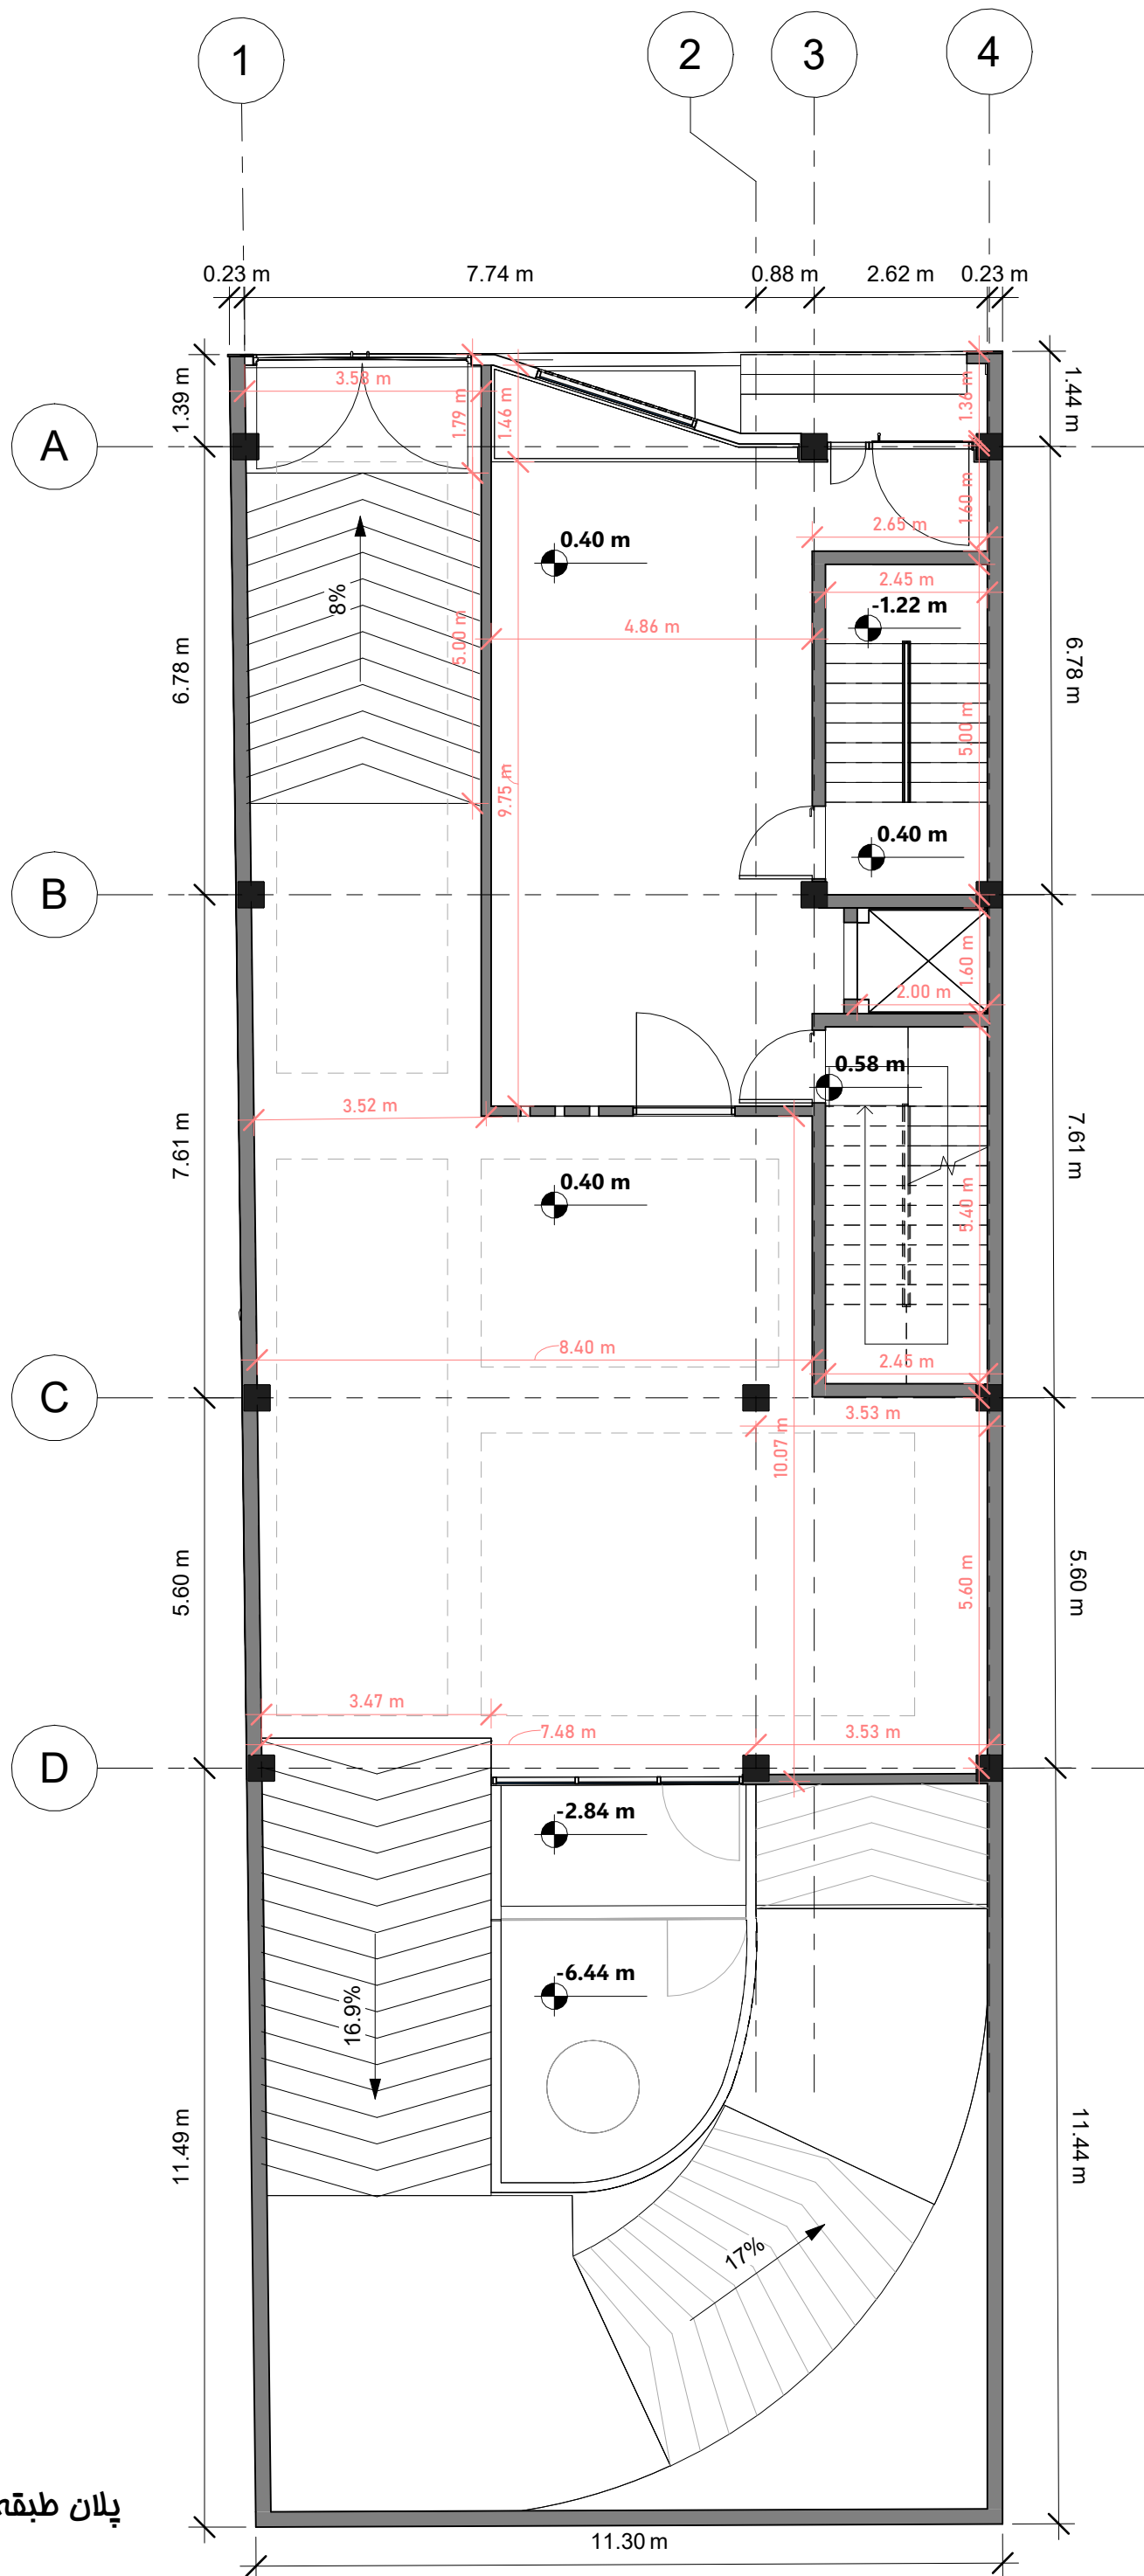 1
2
3
4
0.23 m
7.74 m
0.88 m
2.62 m
0.23 m
1.39 m
3.58 m
1.79 m
1.46 m
1.36 m
1.44 m
A
1.60 m
2.65 m
0.40 m
8%
2.45 m
-1.22 m
4.86 m
5.00 m
6.78 m
6.78 m
5.00 m
9.75 m
0.40 m
B
1.60 m
2.00 m
0.58 m
3.52 m
7.61 m
7.61 m
0.40 m
5.40 m
8.40 m
2.45 m
C
3.53 m
10.07 m
5.60 m
5.60 m
5.60 m
3.47 m
7.48 m
3.53 m
D
-2.84 m
-6.44 m
16.9%
11.49 m
11.44 m
17%
پلان طبقه
11.30 m